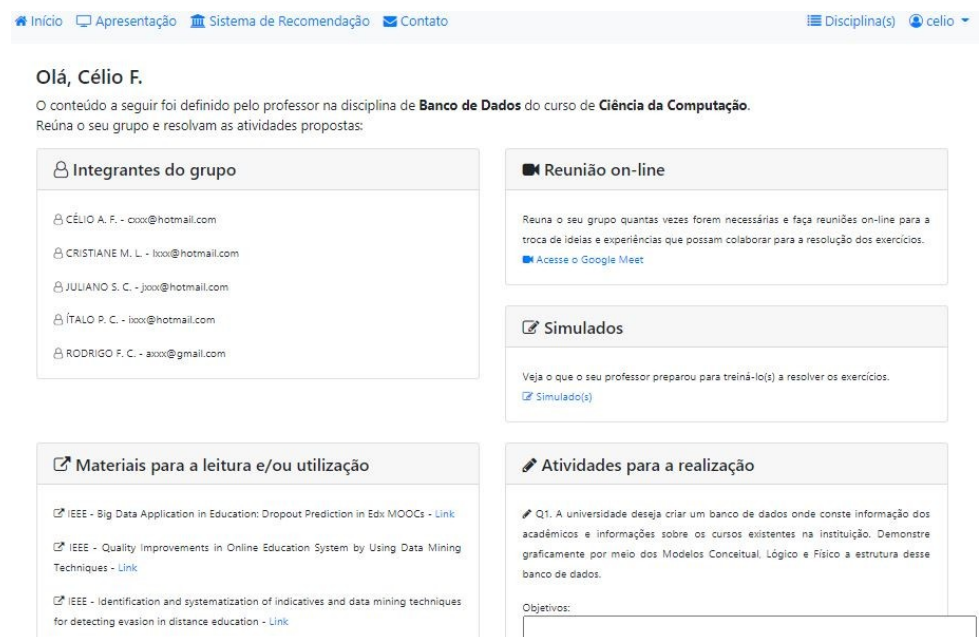 Início Apresentação Sistema de Recomendação Contato Disciplina(s) celio
Olá, Célio F.
O conteúdo a seguir foi definido pelo professor na disciplina de Banco de Dados do curso de Ciência da Computação.
Reúna o seu grupo e resolvam as atividades propostas:
Integrantes do grupo
CÉLIO A. F. - cxxx@hotmail.com
CRISTIANE M. L. - lxxx@hotmail.com
JULIANO S. C. - jxxx@hotmail.com
ÍTALO P. C. - ixxx@hotmail.com
RODRIGO F. C. - axxx@gmail.com
Reunião on-line
Reuna o seu grupo quantas vezes forem necessárias e faça reuniões on-line para a
troca de ideias e experiências que possam colaborar para a resolução dos exercícios.
Acesse o Google Meet
Simulados
Veja o que o seu professor preparou para treiná-lo(s) a resolver os exercícios.
Simulado(s)
Materiais para a leitura e/ou utilização
IEEE - Big Data Application in Education: Dropout Prediction in Edx MOOCs - Link
IEEE - Quality Improvements in Online Education System by Using Data Mining
Techniques - Link
IEEE - Identification and systematization of indicatives and data mining techniques
for detecting evasion in distance education - Link
Atividades para a realização
Q1. A universidade deseja criar um banco de dados onde conste informação dos
acadêmicos e informações sobre os cursos existentes na instituição. Demonstre
graficamente por meio dos Modelos Conceitual, Lógico e Físico a estrutura desse
banco de dados.
Objetivos: